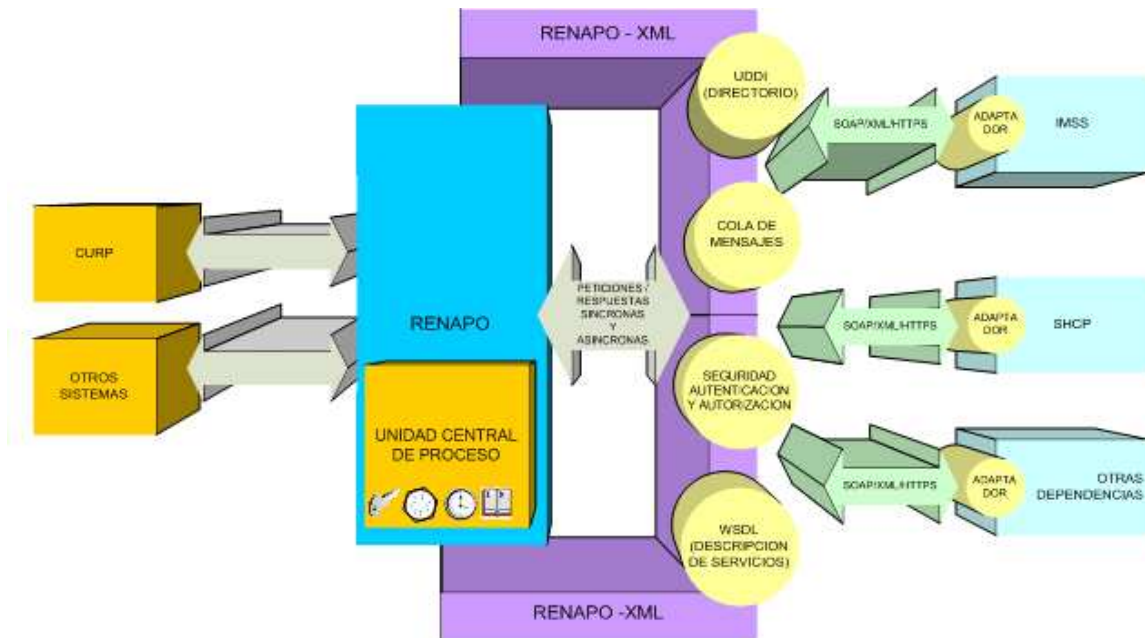 RENAPO - XML
UDDI
(DIRECTORIO)
SOAP/XML/HTTPS
ADAPTA
DOR
IMSS
CURP
COLA DE
MENSAJES
PETICIONES /
RESPUESTAS
SINCRONAS
Y
ASINCRONAS
RENAPO
SOAP/XML/HTTPS
ADAPTA
DOR
SHCP
OTROS
SISTEMAS
SEGURIDAD
AUTENTICACION
Y AUTORIZACION
UNIDAD CENTRAL
DE PROCESO
SOAP/XML/HTTPS
ADAPTA
DOR
OTRAS
DEPENDENCIAS
WSDL
(DESCRIPCION
DE SERVICIOS)
RENAPO -XML